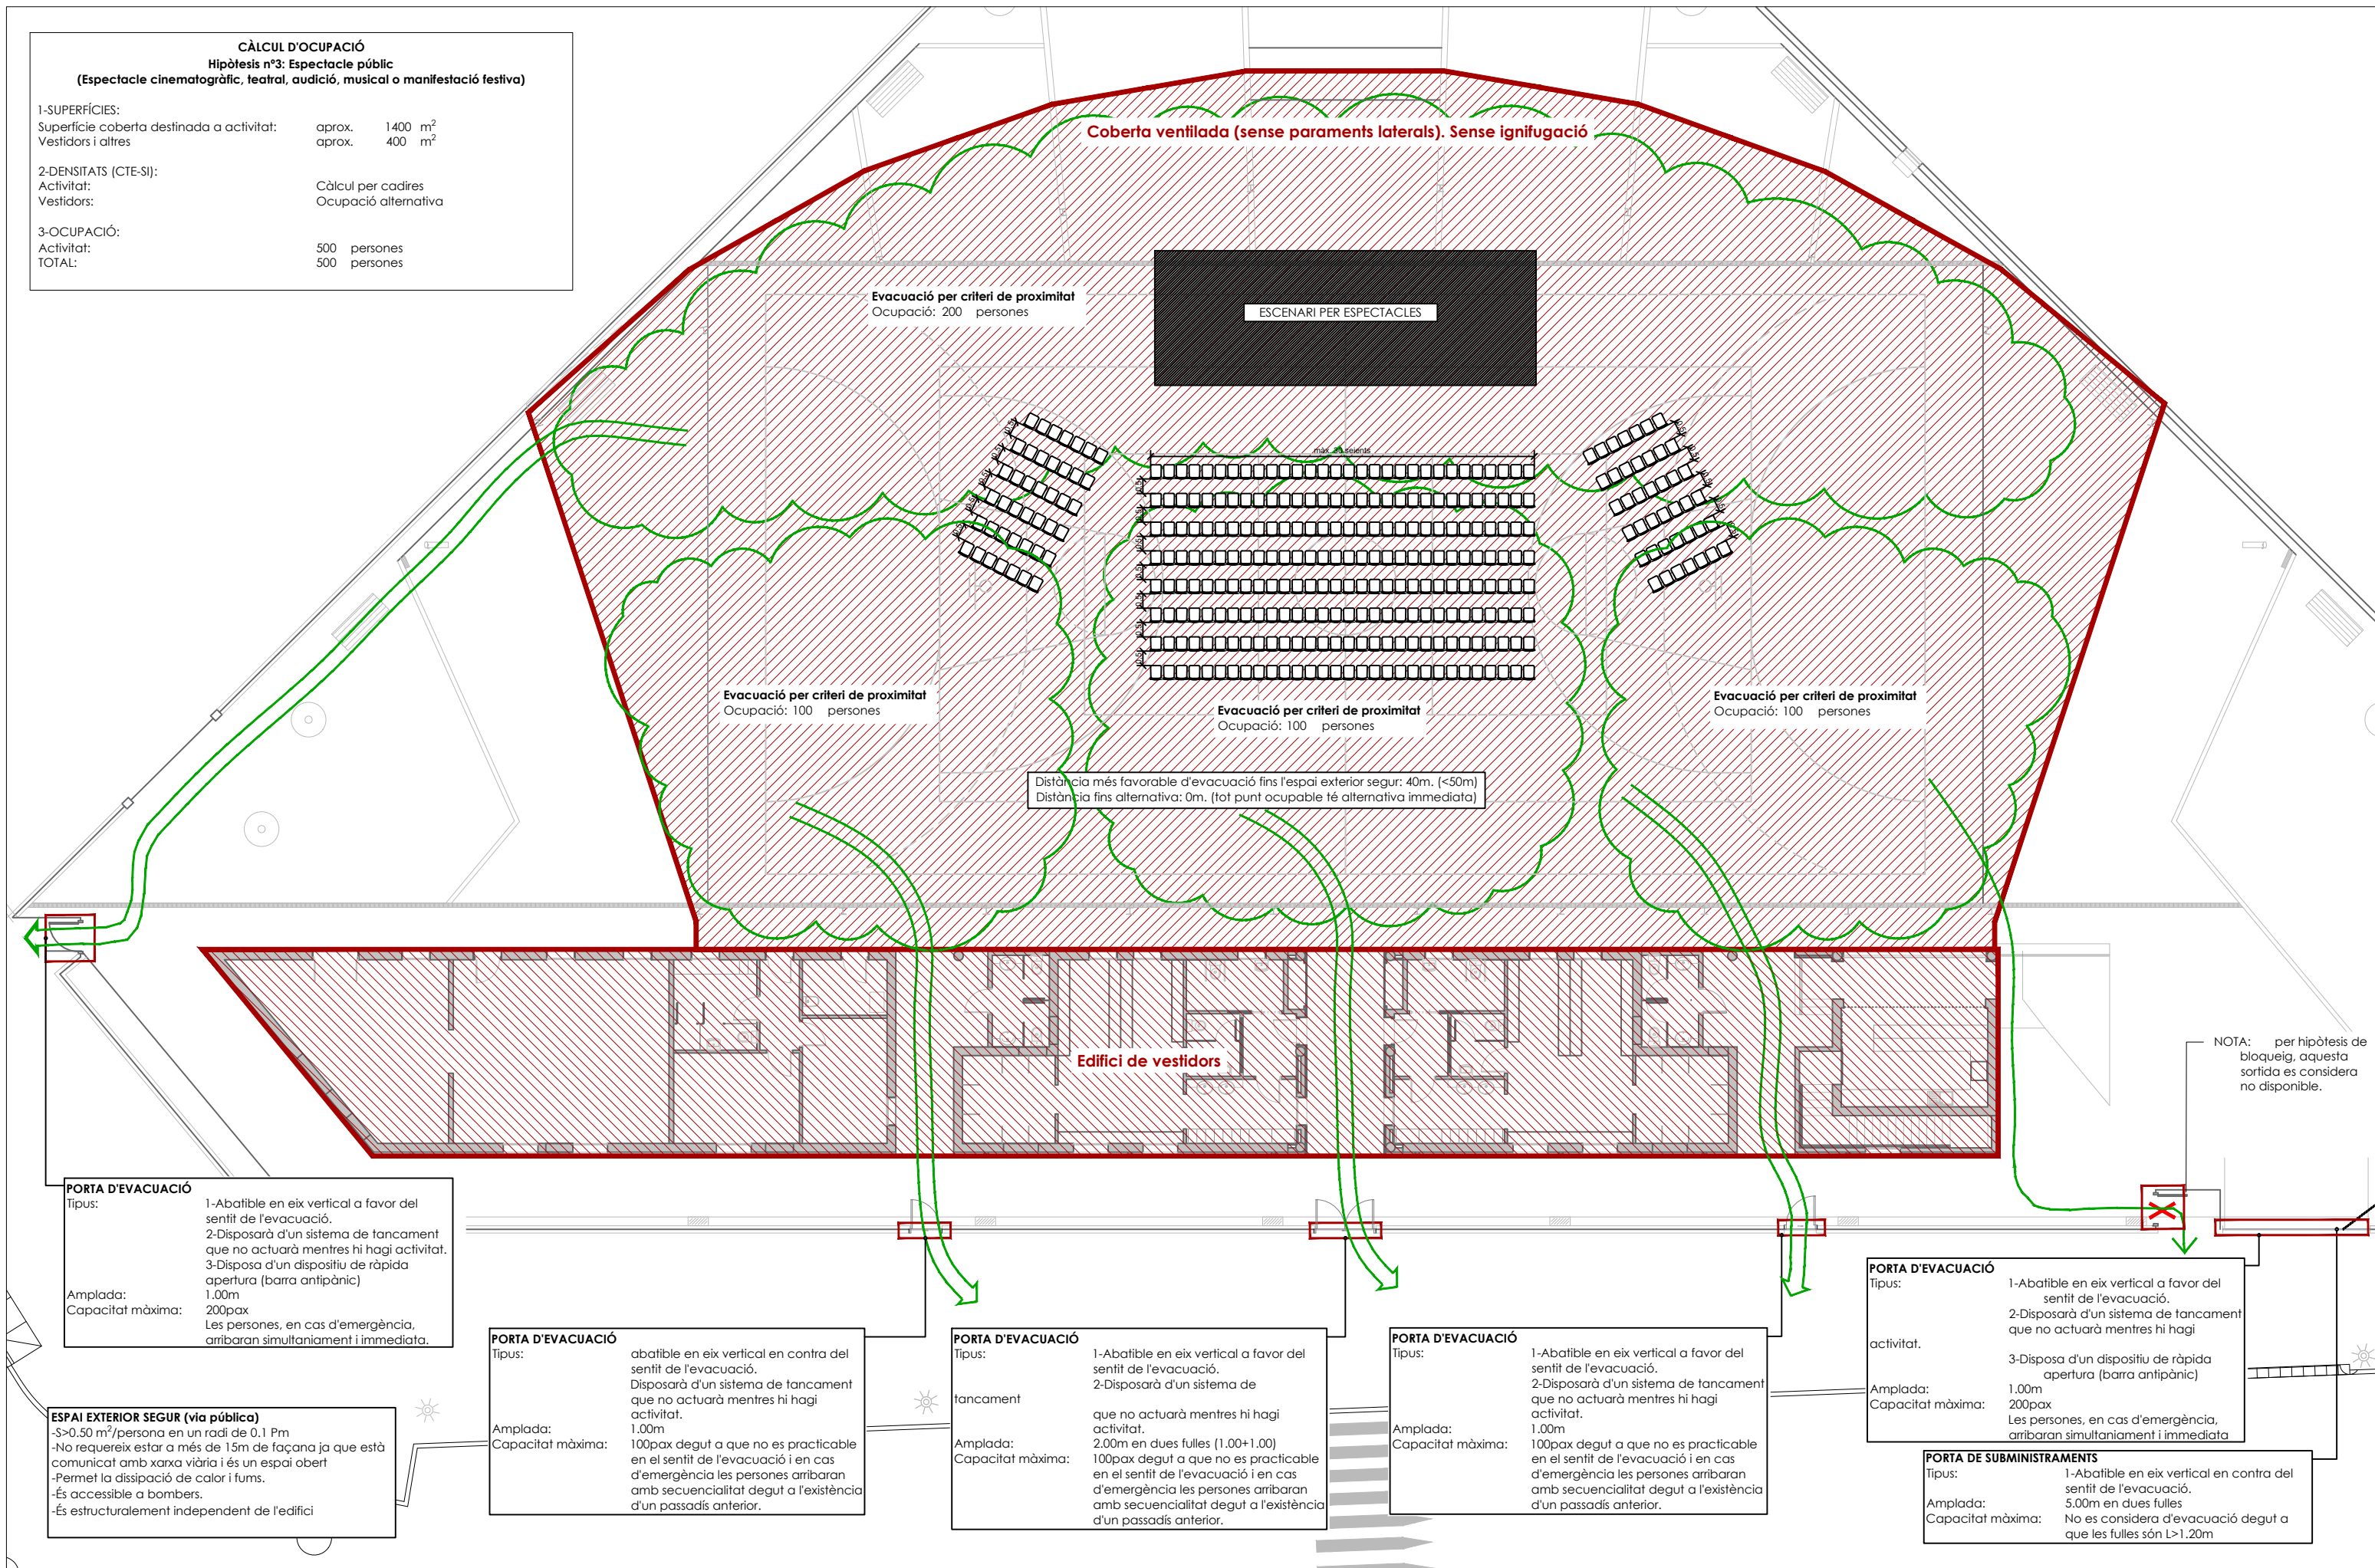 CÀLCUL D'OCUPACIÓ
Hipòtesis nº3: Espectacle públic
(Espectacle cinematogràfic, teatral, audició, musical o manifestació festiva)
1-SUPERFÍCIES:
Superfície coberta destinada a activitat: aprox. 1400 m²
Vestidors i altres aprox. 400 m²
2-DENSITATS (CTE-SI):
Activitat: Càlcul per cadires
Vestidors: Ocupació alternativa
3-OCUPACIÓ:
Activitat: 500 persones
TOTAL: 500 persones
Coberta ventilada (sense paraments laterals). Sense ignifugació
Evacuació per criteri de proximitat
Ocupació: 200 persones
ESCENARI PER ESPECTACLES
Evacuació per criteri de proximitat
Ocupació: 100 persones
Evacuació per criteri de proximitat
Ocupació: 100 persones
Evacuació per criteri de proximitat
Ocupació: 100 persones
Distància més favorable d'evacuació fins l'espai exterior segur: 40m. (<50m)
Distància fins alternativa: 0m. (tot punt ocupable té alternativa immediata)
Edifici de vestidors
NOTA: per hipòtesis de
bloqueig, aquesta
sortida es considera
no disponible.
PORTA D'EVACUACIÓ
Tipus: 1-Abatible en eix vertical a favor del
sentit de l'evacuació.
2-Disposarà d'un sistema de tancament
que no actuarà mentres hi hagi activitat.
3-Disposa d'un dispositiu de ràpida
apertura (barra antipànic)
Amplada: 1.00m
Capacitat màxima: 200pax
Les persones, en cas d'emergència,
arribaran simultaniament i immediata.
ESPAI EXTERIOR SEGUR (via pública)
-S>0.50 m²/persona en un radi de 0.1 Pm
-No requereix estar a més de 15m de façana ja que està
comunicat amb xarxa viària i és un espai obert
-Permet la dissipació de calor i fums.
-És accessible a bombers.
-És estructuralment independent de l'edifici
PORTA D'EVACUACIÓ
Tipus: abatible en eix vertical en contra del
sentit de l'evacuació.
Disposarà d'un sistema de tancament
que no actuarà mentres hi hagi
activitat.
Amplada: 1.00m
Capacitat màxima: 100pax degut a que no es practicable
en el sentit de l'evacuació i en cas
d'emergència les persones arribaran
amb secuencialitat degut a l'existència
d'un passadís anterior.
PORTA D'EVACUACIÓ
Tipus: 1-Abatible en eix vertical a favor del
sentit de l'evacuació.
2-Disposarà d'un sistema de
tancament
que no actuarà mentres hi hagi
activitat.
Amplada: 2.00m en dues fulles (1.00+1.00)
Capacitat màxima: 100pax degut a que no es practicable
en el sentit de l'evacuació i en cas
d'emergència les persones arribaran
amb secuencialitat degut a l'existència
d'un passadís anterior.
PORTA D'EVACUACIÓ
Tipus: 1-Abatible en eix vertical a favor del
sentit de l'evacuació.
2-Disposarà d'un sistema de tancament
que no actuarà mentres hi hagi
activitat.
Amplada: 1.00m
Capacitat màxima: 100pax degut a que no es practicable
en el sentit de l'evacuació i en cas
d'emergència les persones arribaran
amb secuencialitat degut a l'existència
d'un passadís anterior.
PORTA D'EVACUACIÓ
Tipus: 1-Abatible en eix vertical a favor del
sentit de l'evacuació.
2-Disposarà d'un sistema de tancament
que no actuarà mentres hi hagi
activitat.
3-Disposa d'un dispositiu de ràpida
apertura (barra antipànic)
Amplada: 1.00m
Capacitat màxima: 200pax
Les persones, en cas d'emergència,
arribaran simultaniament i immediata
PORTA DE SUBMINISTRAMENTS
Tipus: 1-Abatible en eix vertical en contra del
sentit de l'evacuació.
Amplada: 5.00m en dues fulles
Capacitat màxima: No es considera d'evacuació degut a
que les fulles són L>1.20m